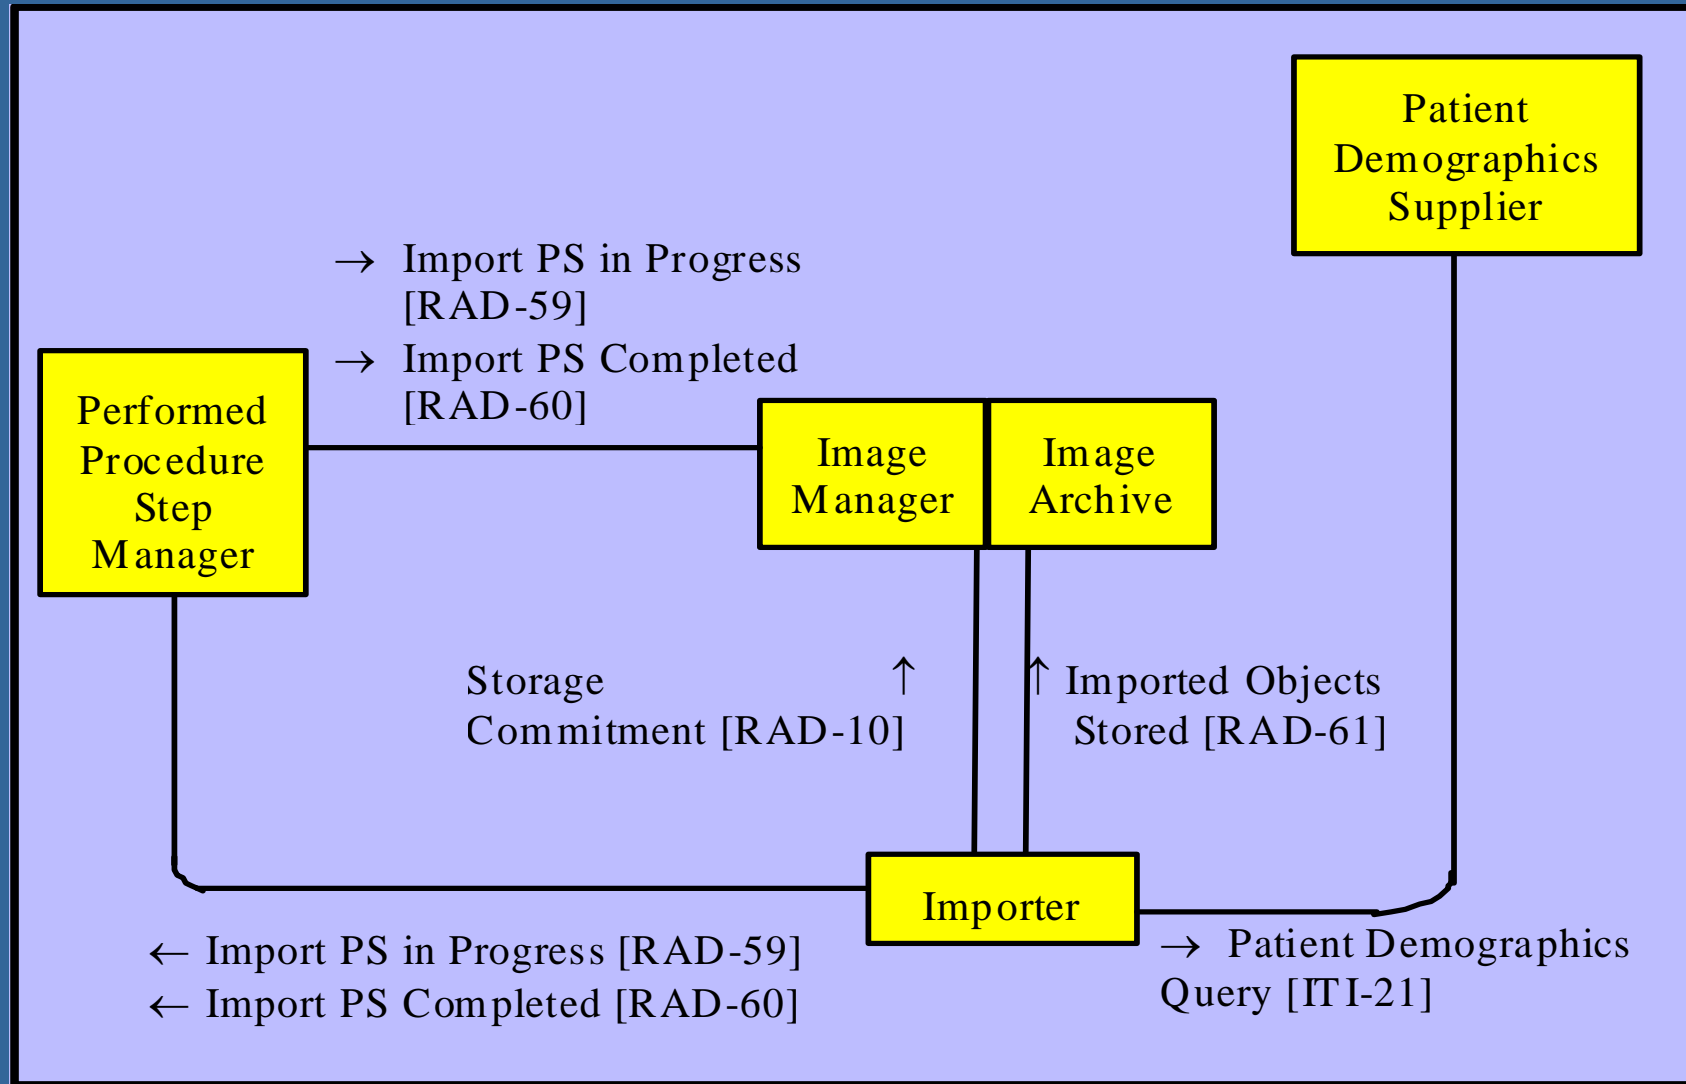 Patient
Demographics
Supplier
→ Import PS in Progress
[RAD-59]
→ Import PS Completed
[RAD-60]
Performed
Procedure
Step
Manager
Image
Manager
Image
Archive
Storage ↑
Commitment [RAD-10]
↑ Imported Objects
Stored [RAD-61]
Importer
← Import PS in Progress [RAD-59]
← Import PS Completed [RAD-60]
→ Patient Demographics
Query [ITI-21]